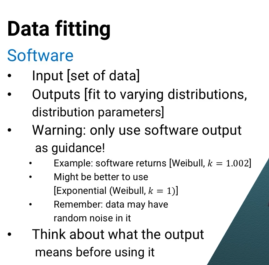 Data fitting
Software
• Input [set of data]
• Outputs [fit to varying distributions,
distribution parameters]
• Warning: only use software output
as guidance!
• Example: software returns [Weibull, k = 1.002]
• Might be better to use
[Exponential (Weibull, k = 1)]
• Remember: data may have
random noise in it
• Think about what the output
means before using it